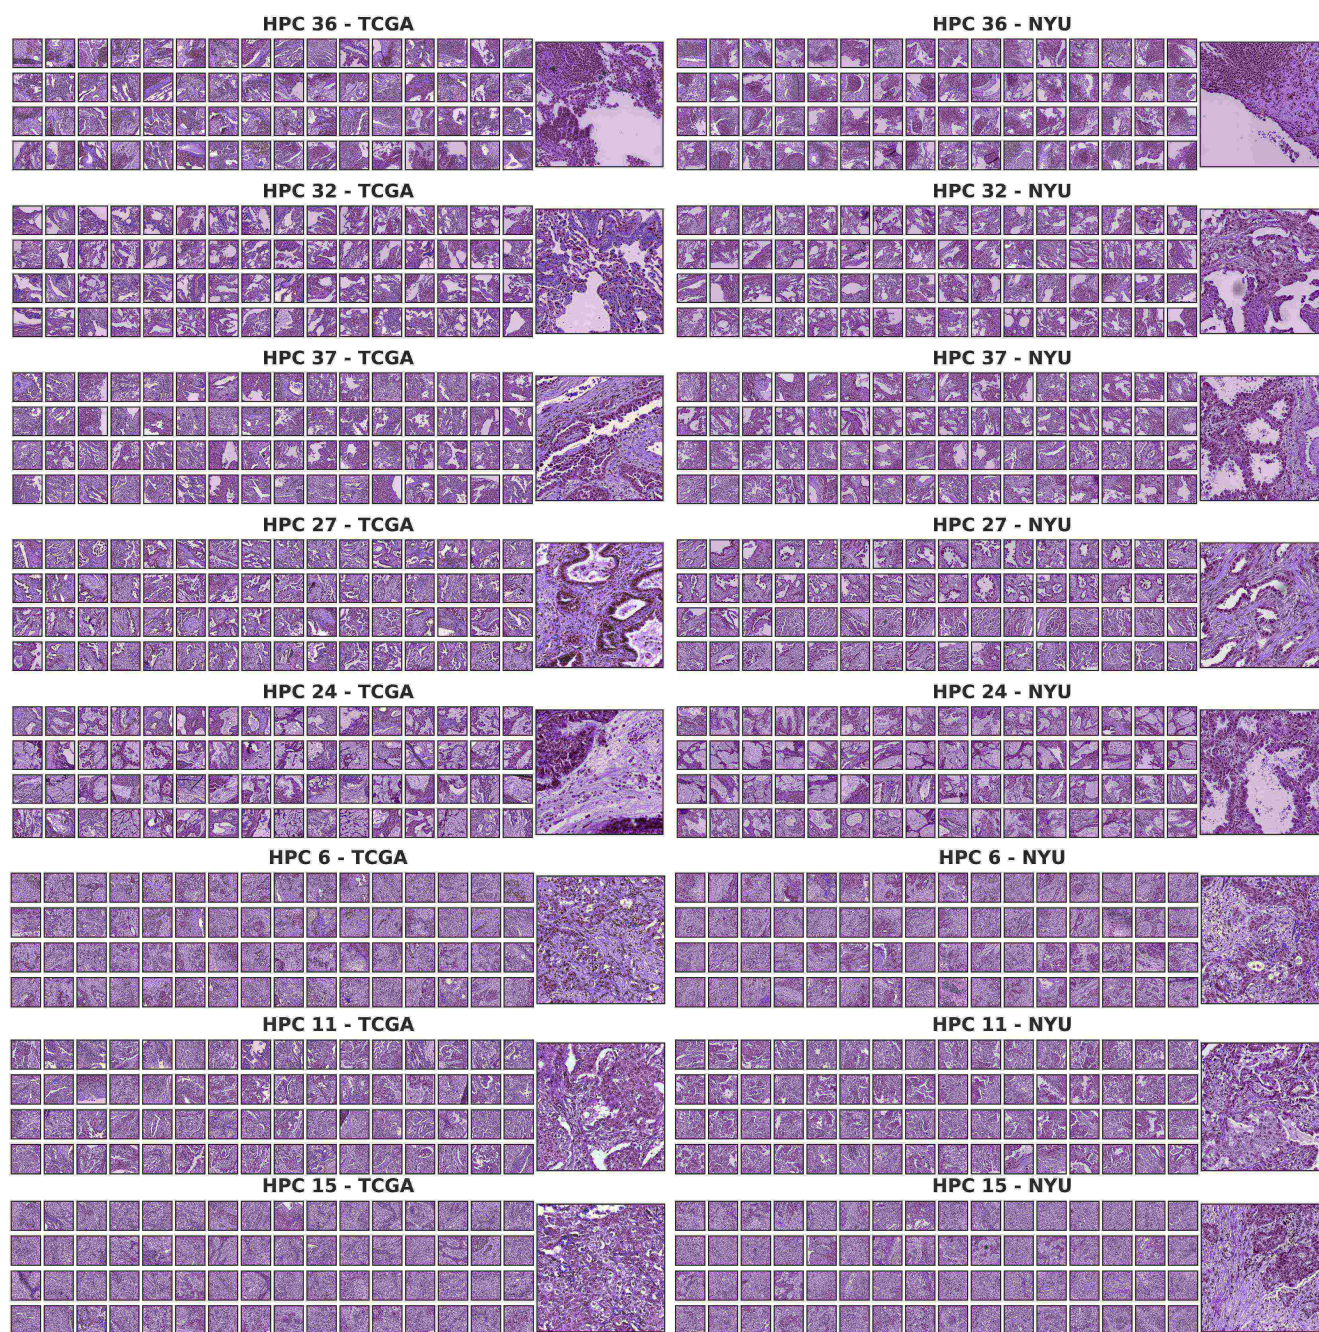 HPC 36 - TCGA
HPC 36 - NYU
HPC 32 - TCGA
HPC 32 - NYU
HPC 37 - TCGA
HPC 37 - NYU
HPC 27 - TCGA
HPC 27 - NYU
HPC 24 - TCGA
HPC 24 - NYU
HPC 6 - TCGA
HPC 6 - NYU
HPC 11 - TCGA
HPC 11 - NYU
HPC 15 - TCGA
HPC 15 - NYU